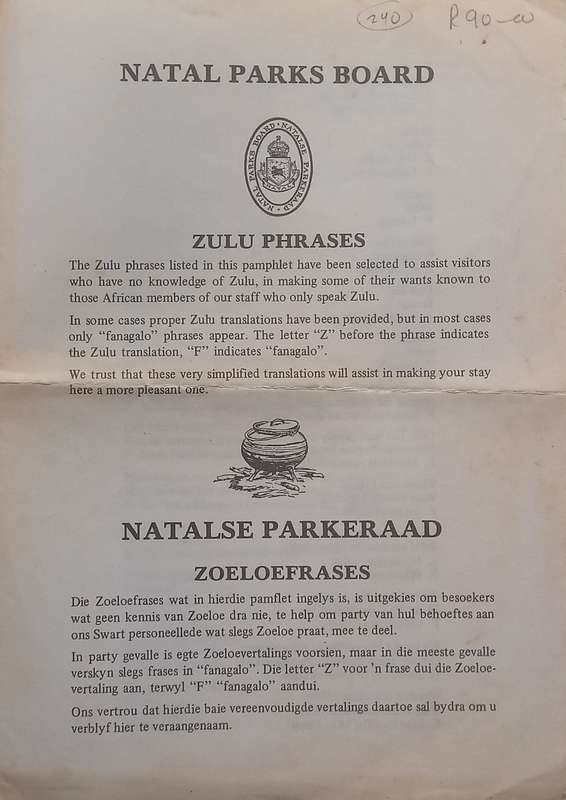 240 R90-00
NATAL PARKS BOARD
NATAL PARKS BOARD · NATALSE PARKERAAD ·
NATAL
ZULU PHRASES
The Zulu phrases listed in this pamphlet have been selected to assist visitors
who have no knowledge of Zulu, in making some of their wants known to
those African members of our staff who only speak Zulu.
In some cases proper Zulu translations have been provided, but in most cases
only “fanagalo” phrases appear. The letter “Z” before the phrase indicates
the Zulu translation, “F” indicates “fanagalo”.
We trust that these very simplified translations will assist in making your stay
here a more pleasant one.
NATALSE PARKERAAD
ZOELOEFRASES
Die Zoeloefrases wat in hierdie pamflet ingelys is, is uitgekies om besoekers
wat geen kennis van Zoeloe dra nie, te help om party van hul behoeftes aan
ons Swart personeellede wat slegs Zoeloe praat, mee te deel.
In party gevalle is egte Zoeloevertalings voorsien, maar in die meeste gevalle
verskyn slegs frases in “fanagalo”. Die letter “Z” voor ’n frase dui die Zoeloe-
vertaling aan, terwyl “F” “fanagalo” aandui.
Ons vertrou dat hierdie baie vereenvoudigde vertalings daartoe sal bydra om u
verblyf hier te veraangenaam.